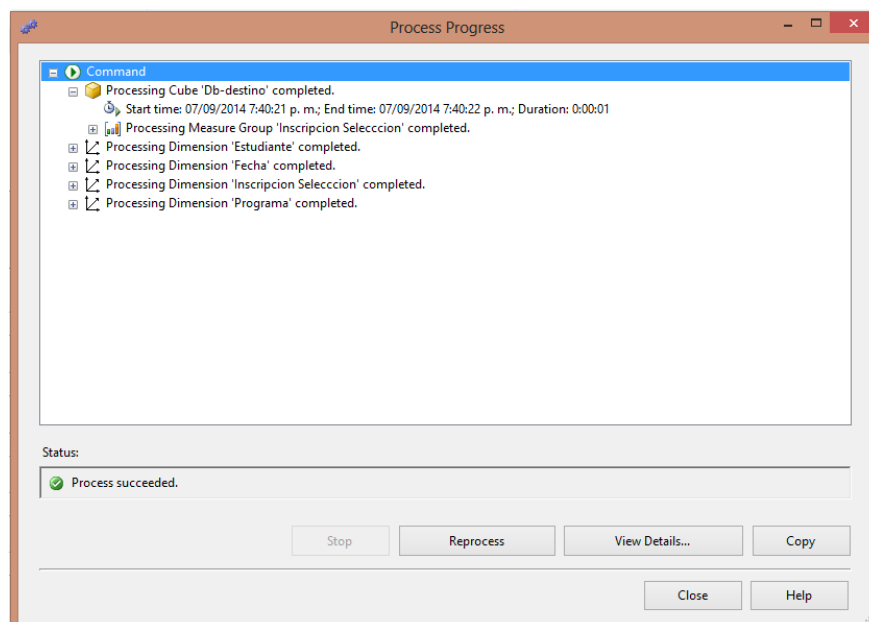 Process Progress
Command
Processing Cube 'Db-destino' completed.
Start time: 07/09/2014 7:40:21 p. m.; End time: 07/09/2014 7:40:22 p. m.; Duration: 0:00:01
Processing Measure Group 'Inscripcion Selecccion' completed.
Processing Dimension 'Estudiante' completed.
Processing Dimension 'Fecha' completed.
Processing Dimension 'Inscripcion Selecccion' completed.
Processing Dimension 'Programa' completed.
Status:
Process succeeded.
Stop Reprocess View Details... Copy
Close Help